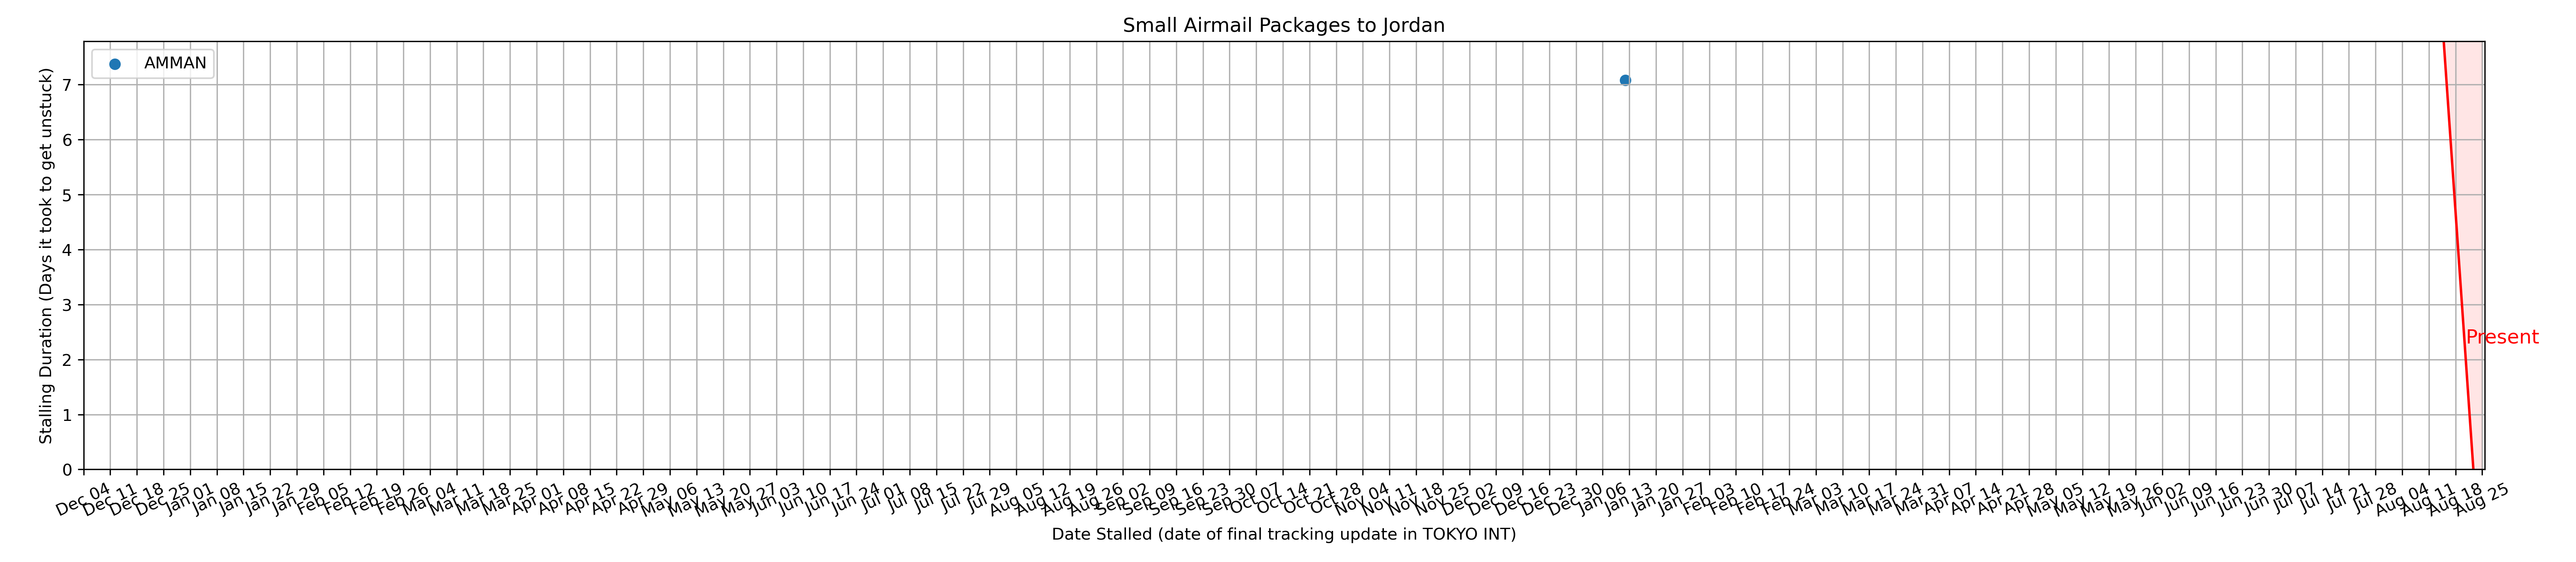 Small Airmail Packages to Jordan
AMMAN
Stalling Duration (Days it took to get unstuck)
7
6
5
4
3
2
1
0
Present
Dec 04
Dec 11
Dec 18
Dec 25
Jan 01
Jan 08
Jan 15
Jan 22
Jan 29
Feb 05
Feb 12
Feb 19
Feb 26
Mar 04
Mar 11
Mar 18
Mar 25
Apr 01
Apr 08
Apr 15
Apr 22
Apr 29
May 06
May 13
May 20
May 27
Jun 03
Jun 10
Jun 17
Jun 24
Jul 01
Jul 08
Jul 15
Jul 22
Jul 29
Aug 05
Aug 12
Aug 19
Aug 26
Sep 02
Sep 09
Sep 16
Sep 23
Sep 30
Oct 07
Oct 14
Oct 21
Oct 28
Nov 04
Nov 11
Nov 18
Nov 25
Dec 02
Dec 09
Dec 16
Dec 23
Dec 30
Jan 06
Jan 13
Jan 20
Jan 27
Feb 03
Feb 10
Feb 17
Feb 24
Mar 03
Mar 10
Mar 17
Mar 24
Mar 31
Apr 07
Apr 14
Apr 21
Apr 28
May 05
May 12
May 19
May 26
Jun 02
Jun 09
Jun 16
Jun 23
Jun 30
Jul 07
Jul 14
Jul 21
Jul 28
Aug 04
Aug 11
Aug 18
Aug 25
Date Stalled (date of final tracking update in TOKYO INT)